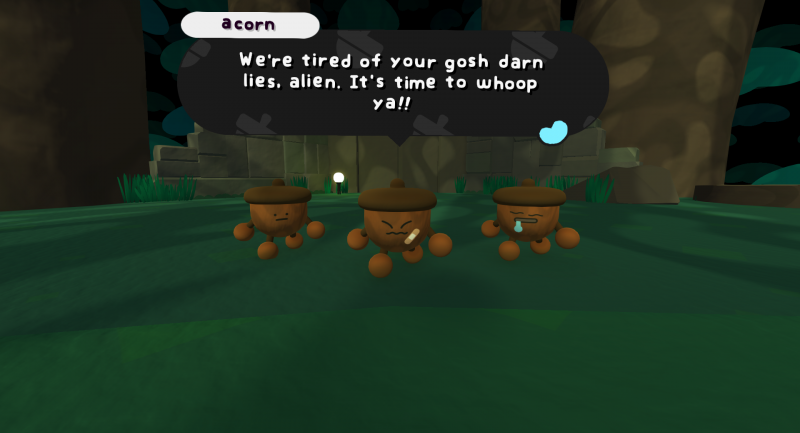 acorn
We're tired of your gosh darn
lies, alien. It's time to whoop
ya!!